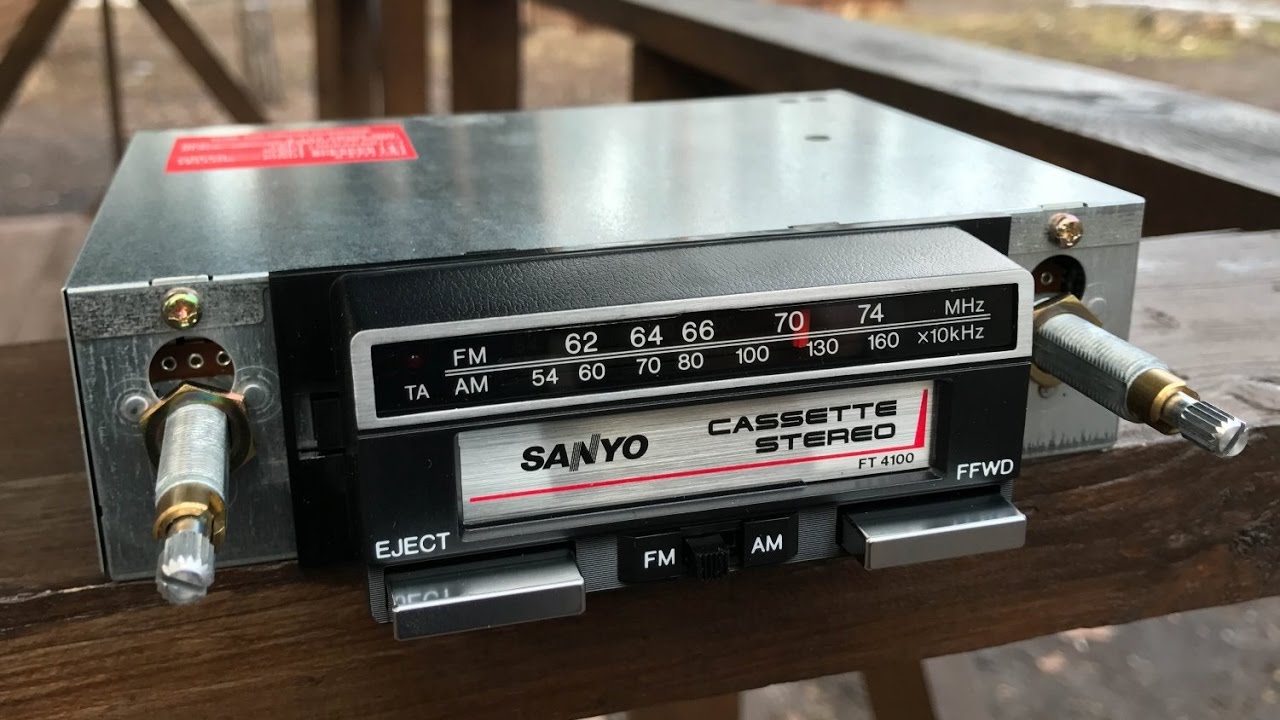 FM 62 64 66 70 74 MHz
TA AM 54 60 70 80 100 130 160 ×10kHz
SANYO CASSETTE
STEREO
FT 4100
EJECT FFWD
FM AM